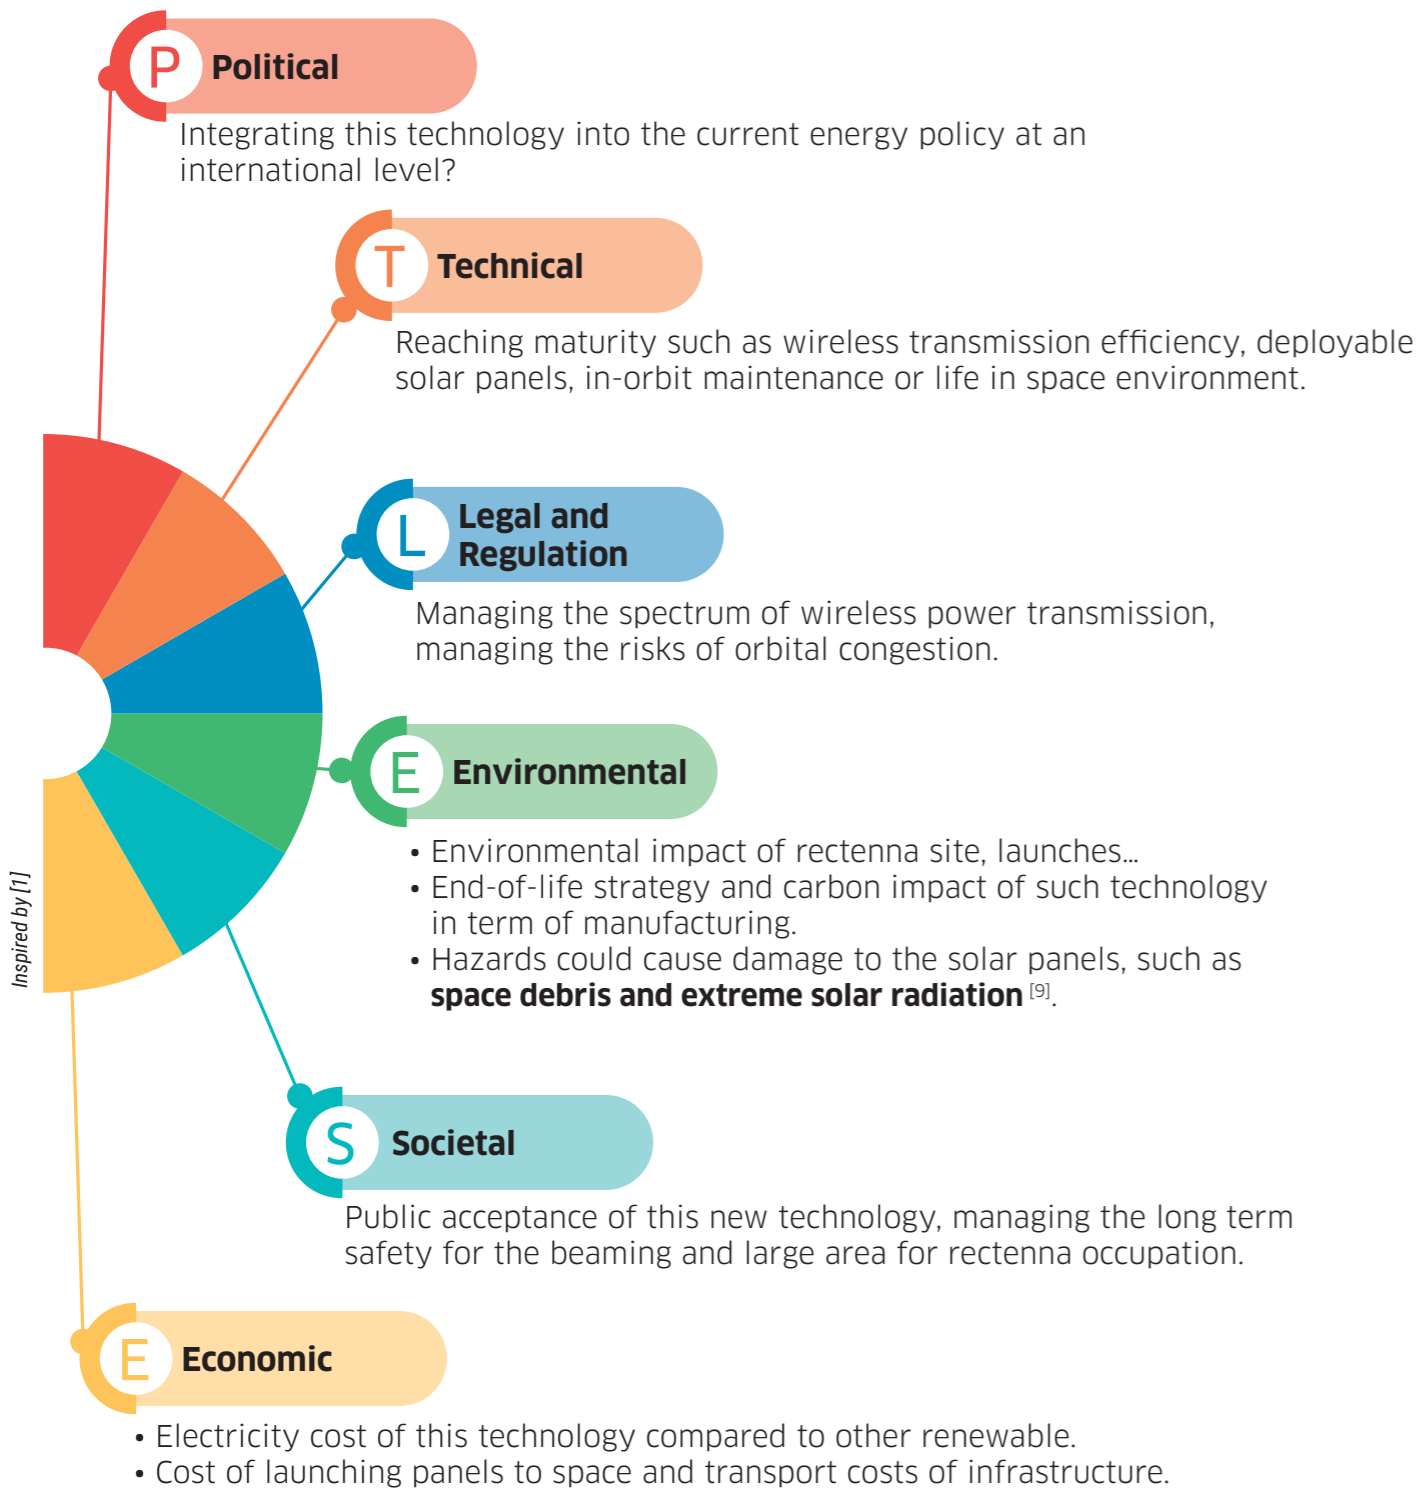 P
Political
Integrating this technology into the current energy policy at an
international level?
T
Technical
Reaching maturity such as wireless transmission efficiency, deployable
solar panels, in-orbit maintenance or life in space environment.
L
Legal and
Regulation
Managing the spectrum of wireless power transmission,
managing the risks of orbital congestion.
E
Environmental
• Environmental impact of rectenna site, launches...
• End-of-life strategy and carbon impact of such technology
in term of manufacturing.
• Hazards could cause damage to the solar panels, such as
space debris and extreme solar radiation [9].
Inspired by [1]
S
Societal
Public acceptance of this new technology, managing the long term
safety for the beaming and large area for rectenna occupation.
E
Economic
• Electricity cost of this technology compared to other renewable.
• Cost of launching panels to space and transport costs of infrastructure.